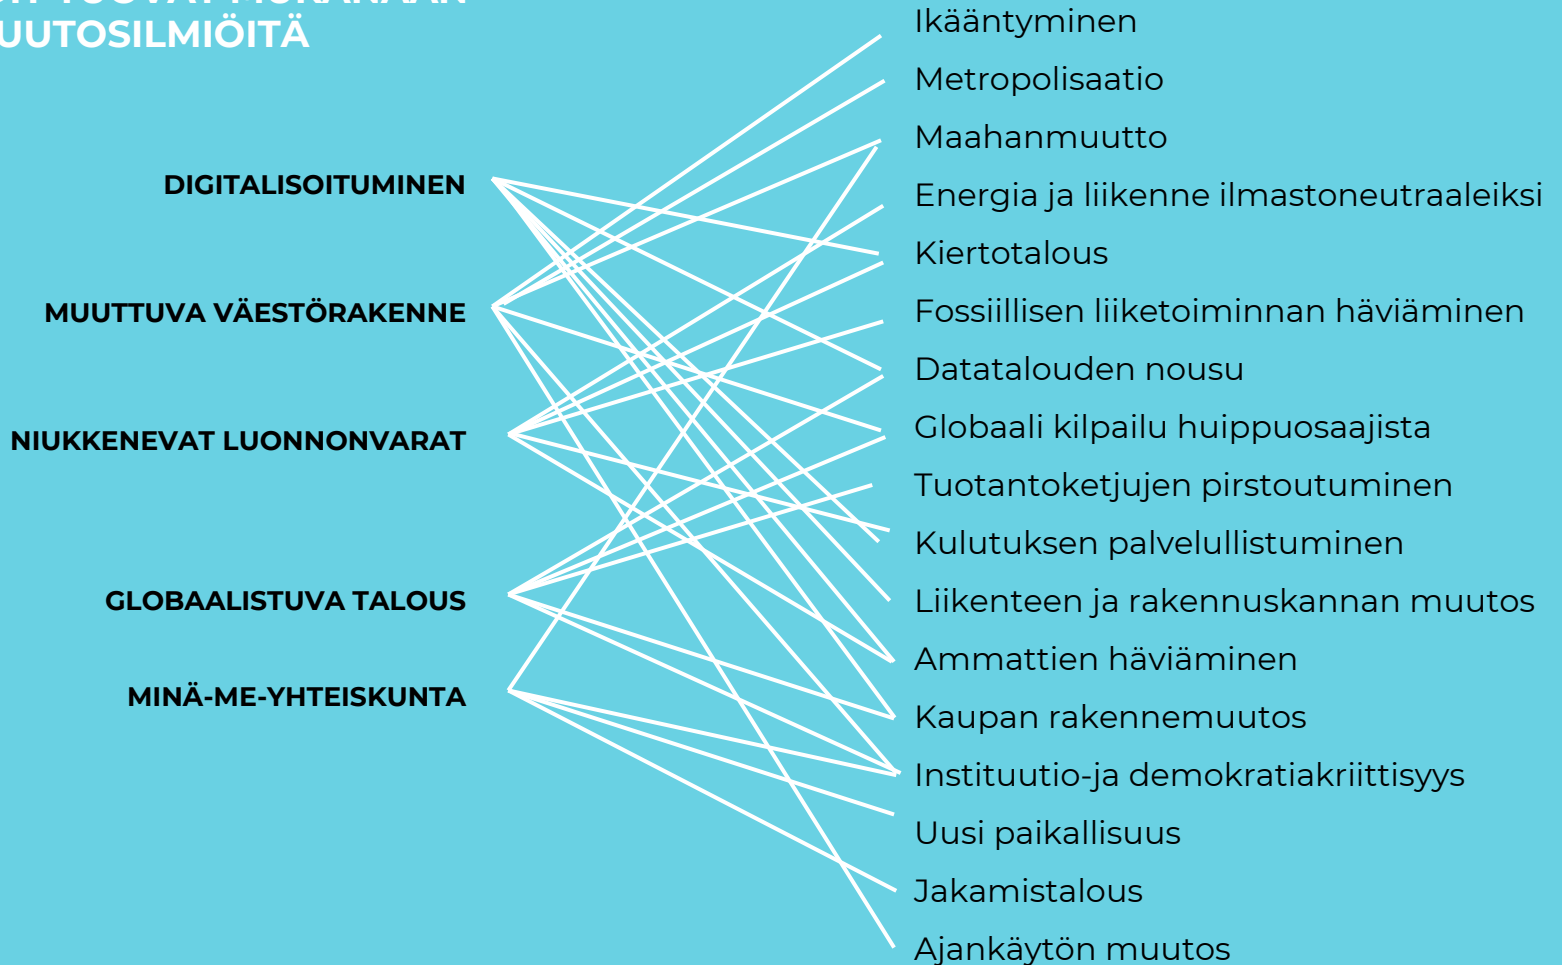 UUTOSILMIÖITÄ
DIGITALISOITUMINEN
MUUTTUVA VÄESTÖRAKENNE
NIUKKENEVAT LUONNONVARAT
GLOBAALISTUVA TALOUS
MINÄ-ME-YHTEISKUNTA
Ikääntyminen
Metropolisaatio
Maahanmuutto
Energia ja liikenne ilmastoneutraaleiksi
Kiertotalous
Fossiillisen liiketoiminnan häviäminen
Datatalouden nousu
Globaali kilpailu huippuosaajista
Tuotantoketjujen pirstoutuminen
Kulutuksen palvelullistuminen
Liikenteen ja rakennuskannan muutos
Ammattien häviäminen
Kaupan rakennemuutos
Instituutio-ja demokratiakriittisyys
Uusi paikallisuus
Jakamistalous
Ajankäytön muutos